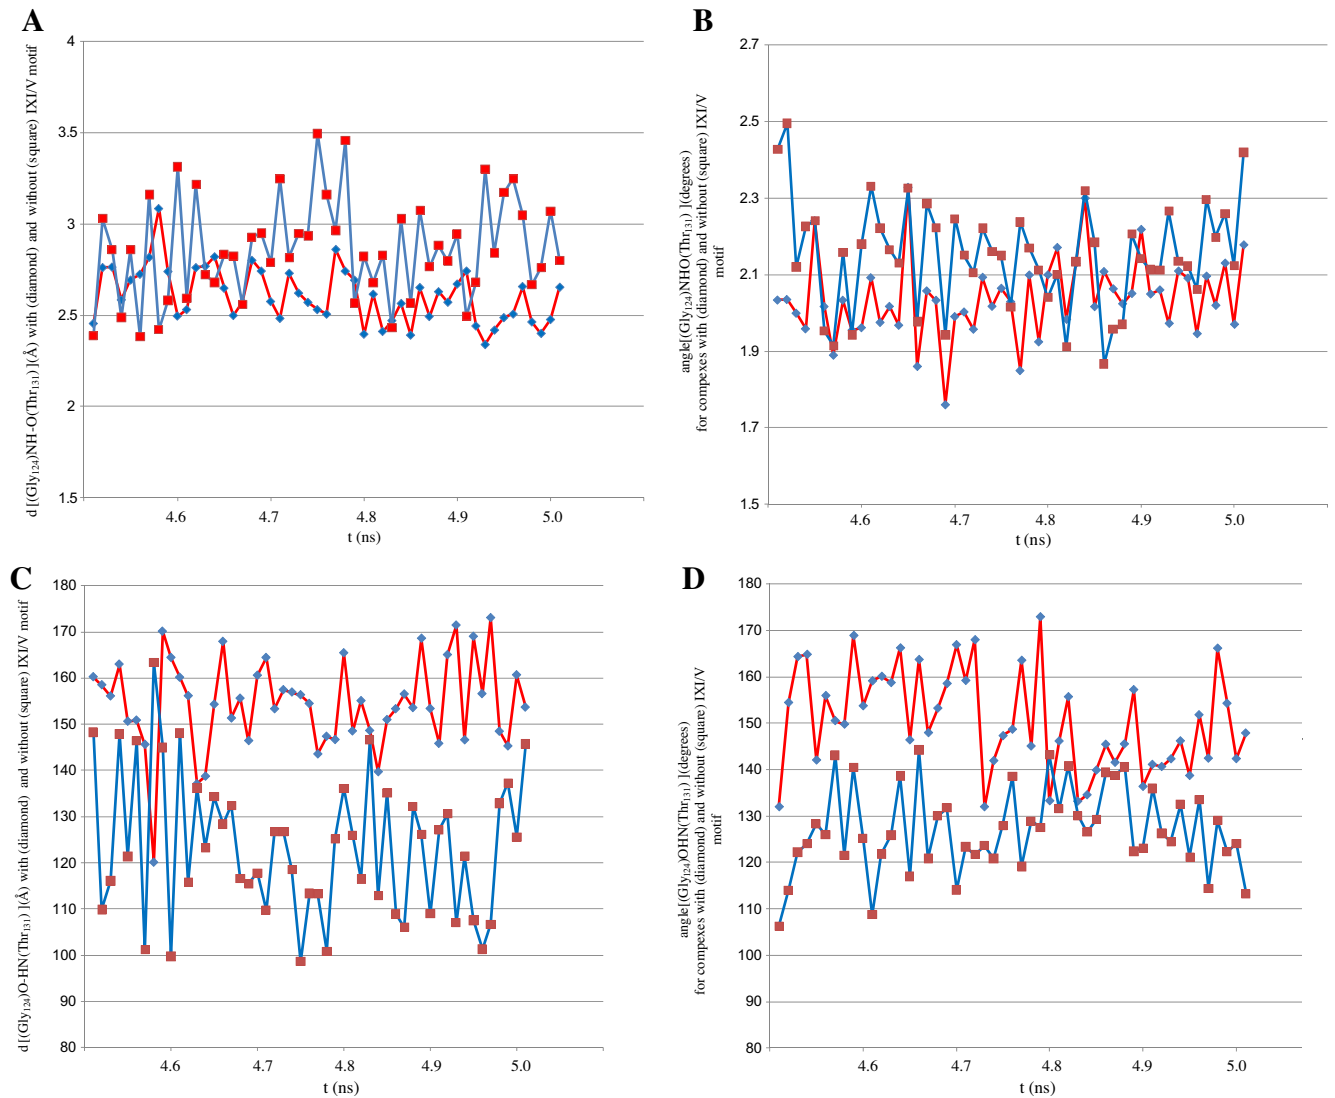 A
d [(Gly124)NH-O(Thr131) ](Å) with (diamond) and without (square) IXI/V motif
4
3.5
3
2.5
2
1.5
4.6 4.7 4.8 4.9 5.0
t (ns)
B
angle[(Gly124)NHO(Thr131) ](degrees)
for compexes with (diamond) and without (square) IXI/V
motif
2.7
2.5
2.3
2.1
1.9
1.7
1.5
4.6 4.7 4.8 4.9 5.0
t (ns)
C
d [(Gly124)O-HN(Thr131) ](Å) with (diamond) and without (square) IXI/V motif
180
170
160
150
140
130
120
110
100
90
80
4.6 4.7 4.8 4.9 5.0
t (ns)
D
angle[(Gly124)OHN(Thr131) ](degrees)
for compexes with (diamond) and without (square) IXI/V
motif
180
170
160
150
140
130
120
110
100
90
80
4.6 4.7 4.8 4.9 5.0
t (ns)